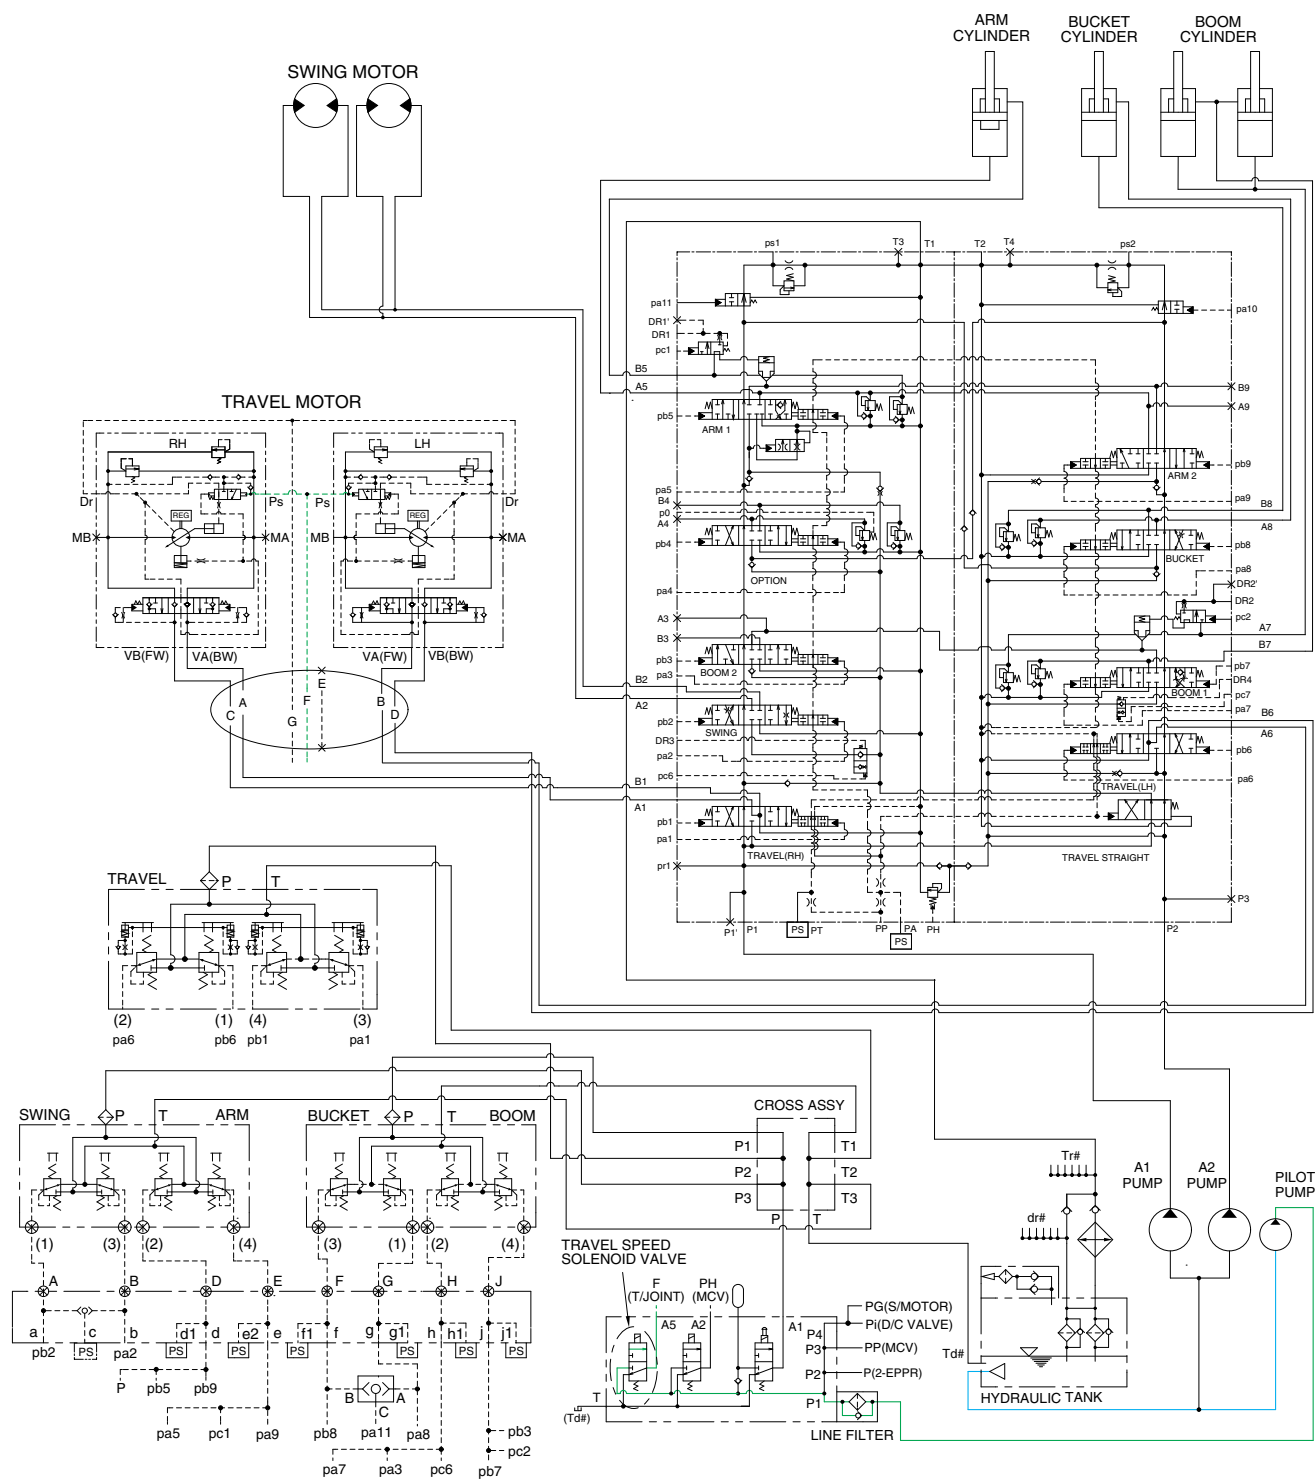 ARM
CYLINDER
BUCKET
CYLINDER
BOOM
CYLINDER
SWING MOTOR
ps1
T3
T1
T2
T4
ps2
pa11
pa10
DR1'
DR1
pc1
B5
A5
B9
A9
pb5
ARM 1
TRAVEL MOTOR
RH
LH
pb9
ARM 2
pa5
B4
p0
A4
pa9
B8
A8
Dr
Ps
Ps
Dr
REG
REG
MB
MA
MB
MA
pb4
OPTION
pb8
BUCKET
pa8
DR2'
DR2
pa4
A3
B3
pc2
A7
B7
VB(FW)
VA(BW)
VA(FW)
VB(BW)
pb3
pa3
BOOM 2
pb7
DR4
BOOM 1
pc7
pa7
B2
A2
E
F
A
C
G
B
D
pb2
SWING
B6
A6
DR3
pa2
pc6
pb6
pa6
B1
A1
TRAVEL(LH)
pb1
pa1
TRAVEL(RH)
TRAVEL STRAIGHT
pr1
P3
P1'
P1
PS
PT
PP
PA
PH
P2
PS
TRAVEL
P
T
(2)
(1)
(4)
(3)
pa6
pb6
pb1
pa1
SWING
P
T
ARM
BUCKET
P
T
BOOM
CROSS ASSY
P1
T1
P2
T2
P3
T3
P
T
Tr#
dr#
A1
PUMP
A2
PUMP
PILOT
PUMP
(1)
(3)
(2)
(4)
(3)
(1)
(2)
(4)
A
B
D
E
F
G
H
J
a
c
b
d1
d
e2
e
f1
f
g
g1
h
h1
j
j1
pb2
PS
pa2
PS
PS
PS
PS
PS
PS
P
pb5
pb9
pa5
pc1
pa9
B
A
C
pb8
pa11
pa8
pa7
pa3
pc6
pb3
pc2
pb7
TRAVEL SPEED
SOLENOID VALVE
F
(T/JOINT)
PH
(MCV)
A5
A2
A1
P4
P3
P2
P1
PG(S/MOTOR)
Pi(D/C VALVE)
PP(MCV)
P(2-EPPR)
T
(Td#)
LINE FILTER
Td#
HYDRAULIC TANK